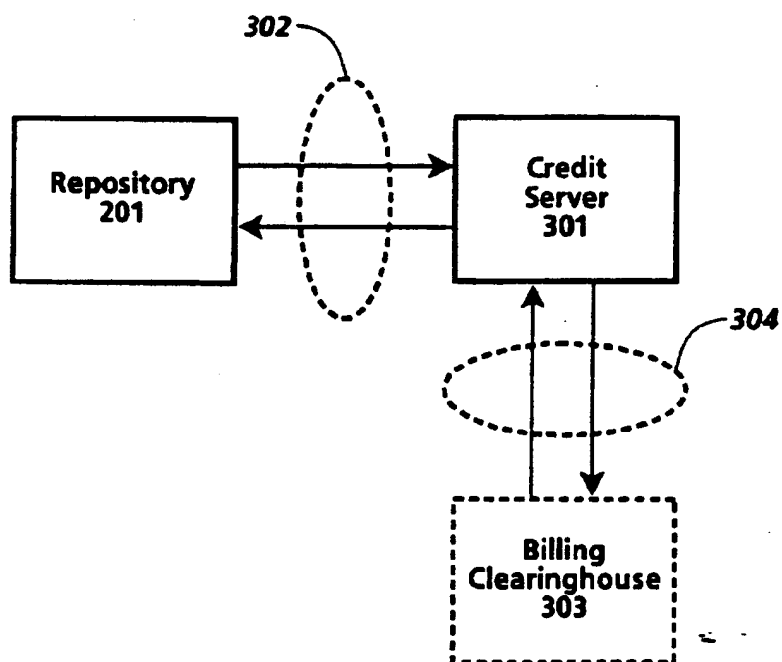 302
Repository
201
Credit
Server
301
304
Billing
Clearinghouse
303